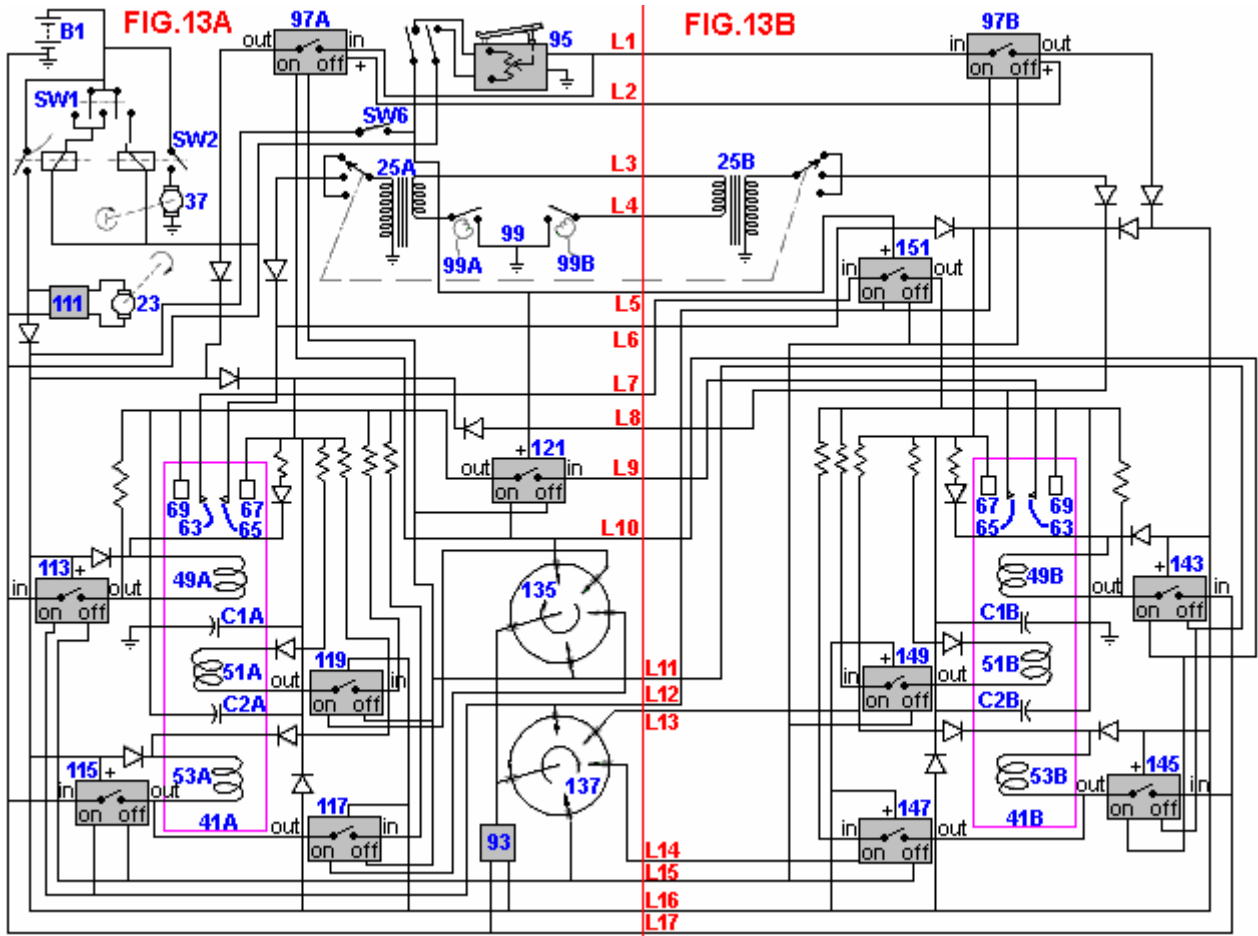 FIG.13A
FIG.13B
B1
97A
out
in
on off
+
95
L1
97B
in
out
on off
+
L2
SW1
SW2
SW6
25A
L3
25B
37
L4
99
99A
99B
151
+
in
out
on off
111
23
L5
L6
L7
L8
121
+
out
in
on off
L9
69
67
63
65
67
69
65
63
L10
113
+
in
out
on off
49A
135
49B
143
+
out
in
on off
C1A
C1B
51A
119
out
in
on off
L11
149
+
in
out
on off
51B
C2A
L12
C2B
L13
115
+
in
out
on off
53A
137
53B
145
+
out
in
on off
41A
117
out
in
on off
93
147
+
in
out
on off
41B
L14
L15
L16
L17